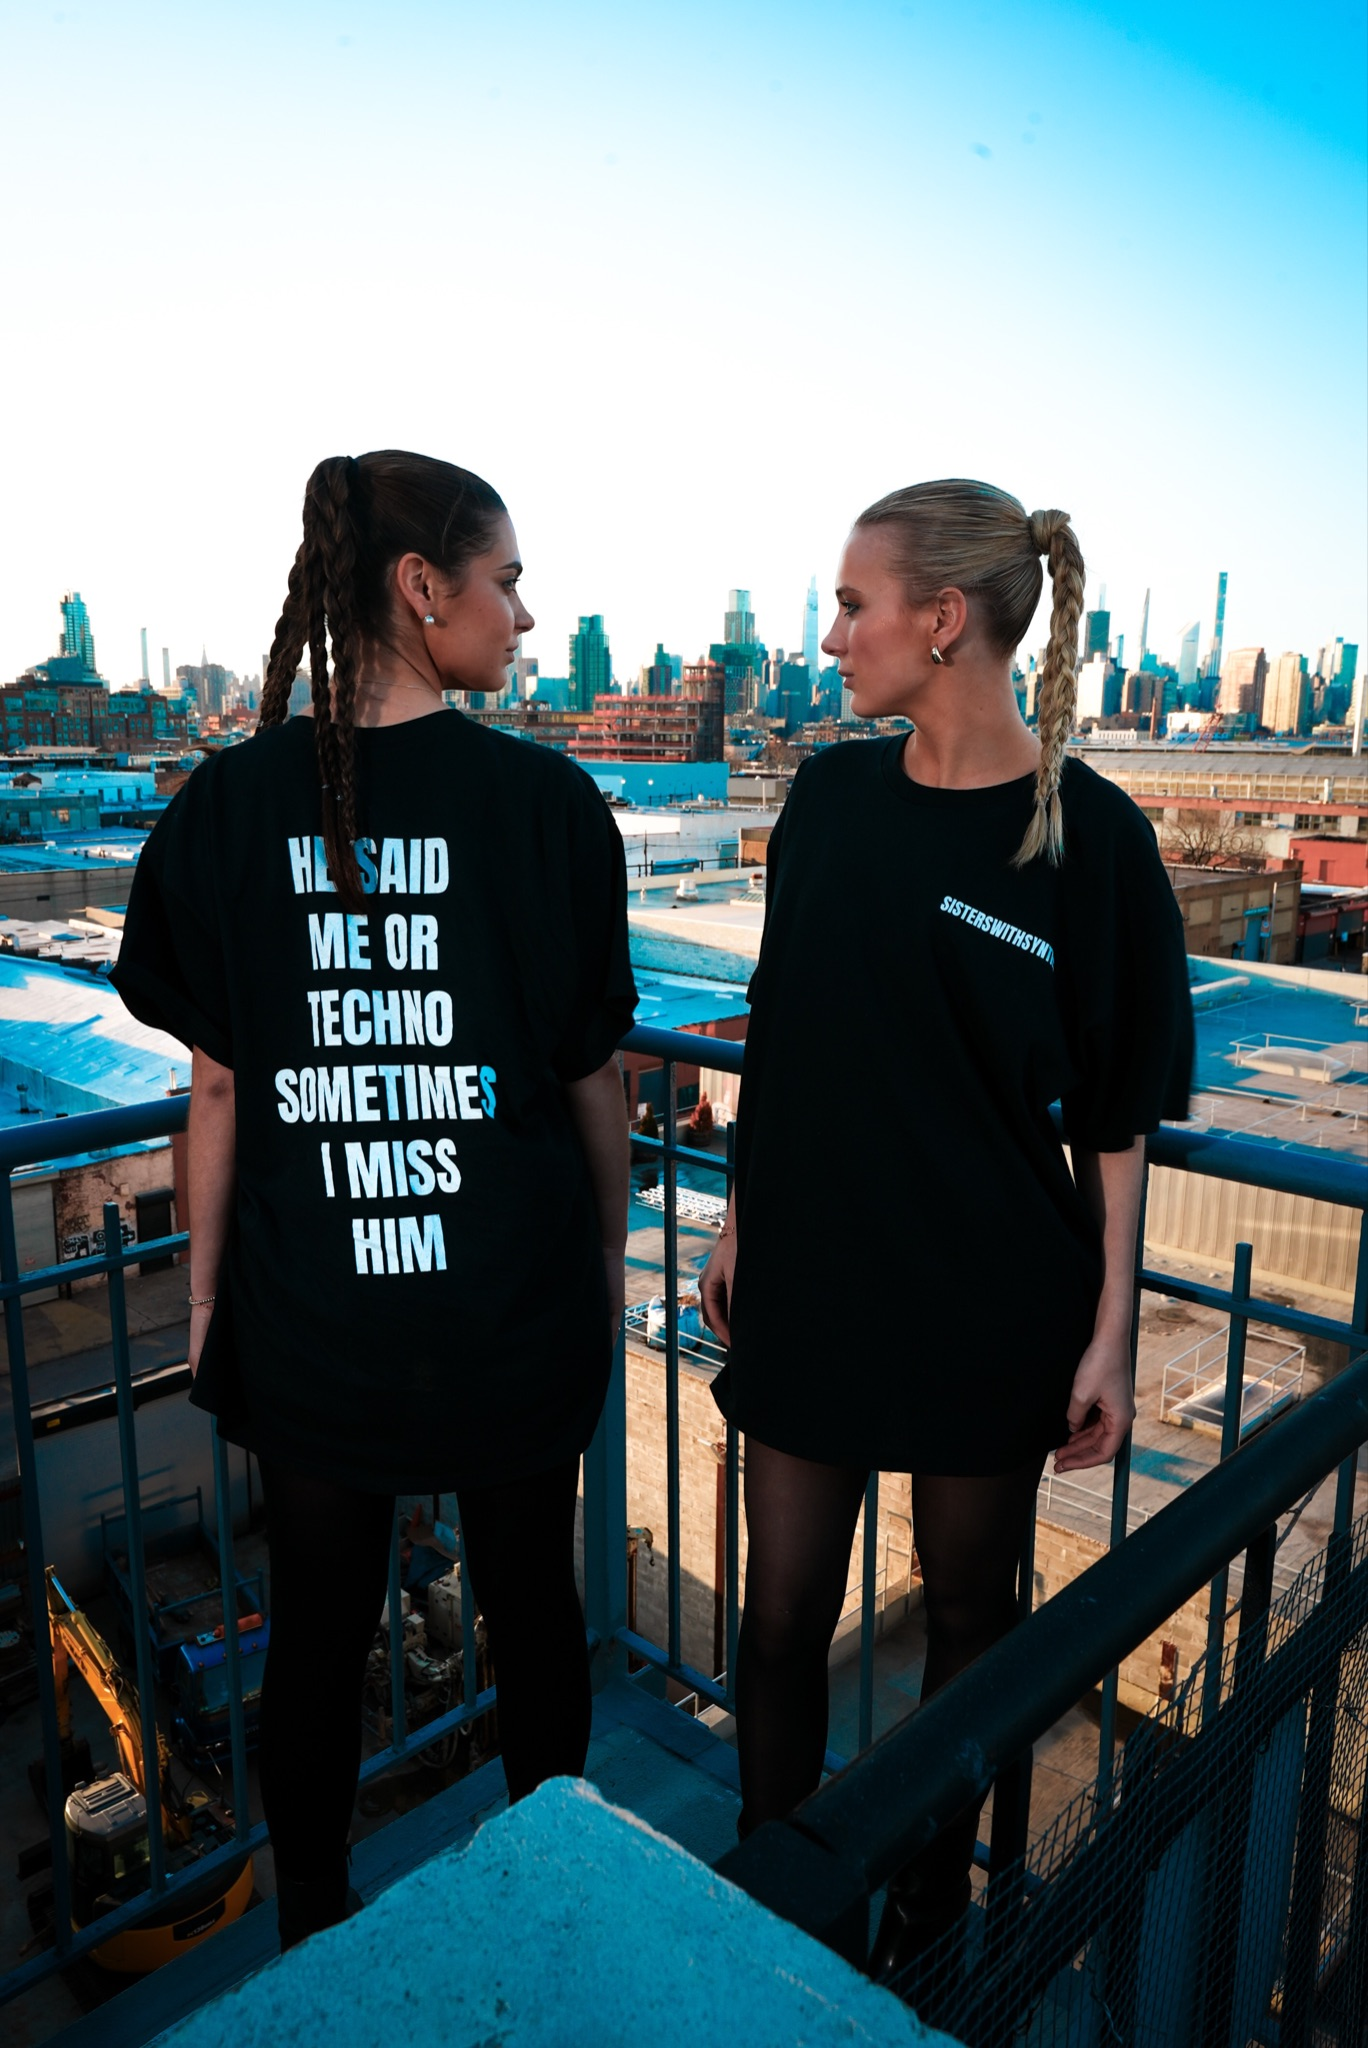 HE SAID
ME OR
TECHNO
SOMETIMES
I MISS
HIM